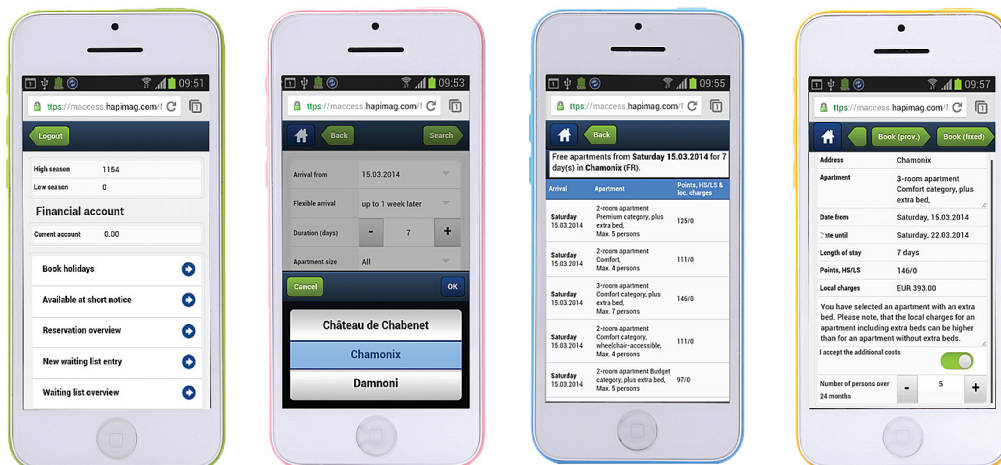 09:51
ttps://maccess.hapimag.com/f
Logout
High season 1154
Low season 0
Financial account
Current account 0.00
Book holidays
Available at short notice
Reservation overview
New waiting list entry
Waiting list overview
09:53
ttps://maccess.hapimag.com/f
Back Search
Arrival from 15.03.2014
Flexible arrival up to 1 week later
Duration (days) - 7 +
Apartment size All
Cancel OK
Château de Chabenet
Chamonix
Damnoni
09:55
ttps://maccess.hapimag.com/f
Back
Free apartments from Saturday 15.03.2014 for 7
day(s) in Chamonix (FR).
Arrival Apartment Points, HS/LS &
loc. charges
Saturday
15.03.2014
2-room apartment
Premium category, plus
extra bed,
Max. 5 persons
125/0
Saturday
15.03.2014
2-room apartment
Comfort,
Max. 4 persons
111/0
Saturday
15.03.2014
3-room apartment
Comfort category, plus
extra bed,
Max. 7 persons
146/0
Saturday
15.03.2014
2-room apartment
Comfort category,
wheelchair-accessible,
Max. 4 persons
111/0
Saturday
15.03.2014
2-room apartment Budget
category, plus extra bed,
Max. 5 persons
97/0
09:57
ttps://maccess.hapimag.com/f
Book (prov.) Book (fixed)
Address Chamonix
Apartment 3-room apartment
Comfort category, plus
extra bed,
Date from Saturday, 15.03.2014
Date until Saturday, 22.03.2014
Length of stay 7 days
Points, HS/LS 146/0
Local charges EUR 393.00
You have selected an apartment with an extra
bed. Please note, that the local charges for an
apartment including extra beds can be higher
than for an apartment without extra beds.
I accept the additional costs
Number of persons over
24 months
- 5 +